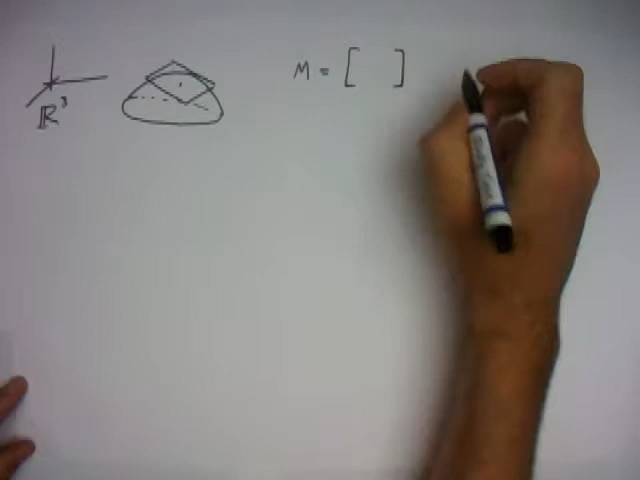 M = [ ]
ℝ³